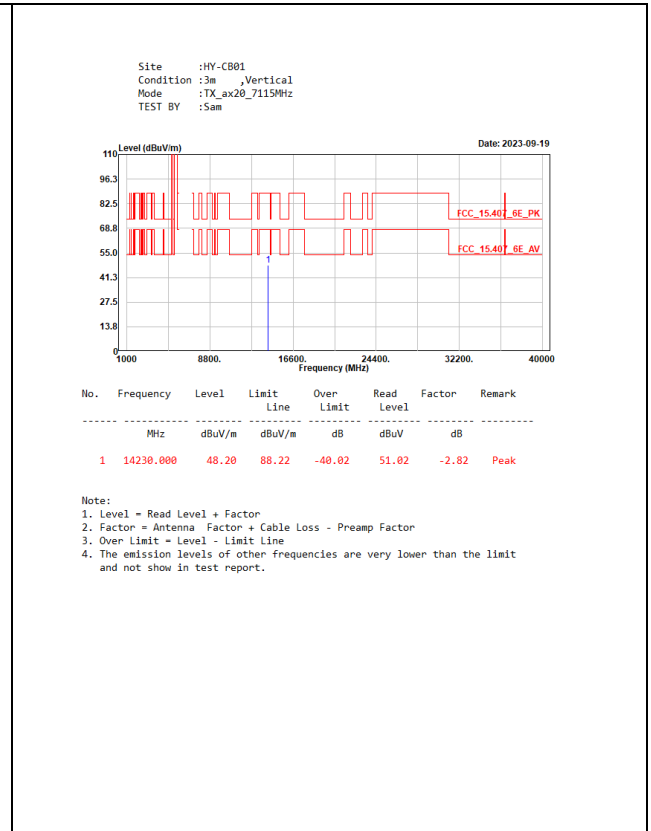 Site :HY-CB01
Condition :3m ,Vertical
Mode :TX_ax20_7115MHz
TEST BY :Sam
Level (dBuV/m) Date: 2023-09-19
110
96.3
82.5
FCC_15.407_6E_PK
68.8
55.0 FCC_15.407_6E_AV
1
41.3
27.5
13.8
0
1000 8800. 16600. 24400. 32200. 40000
Frequency (MHz)
No. Frequency Level Limit Over Read Factor Remark
Line Limit Level
------ ----------- -------- -------- --------- --------- -------- ---------
MHz dBuV/m dBuV/m dB dBuV dB
1 14230.000 48.20 88.22 -40.02 51.02 -2.82 Peak
Note:
1. Level = Read Level + Factor
2. Factor = Antenna Factor + Cable Loss - Preamp Factor
3. Over Limit = Level - Limit Line
4. The emission levels of other frequencies are very lower than the limit
and not show in test report.